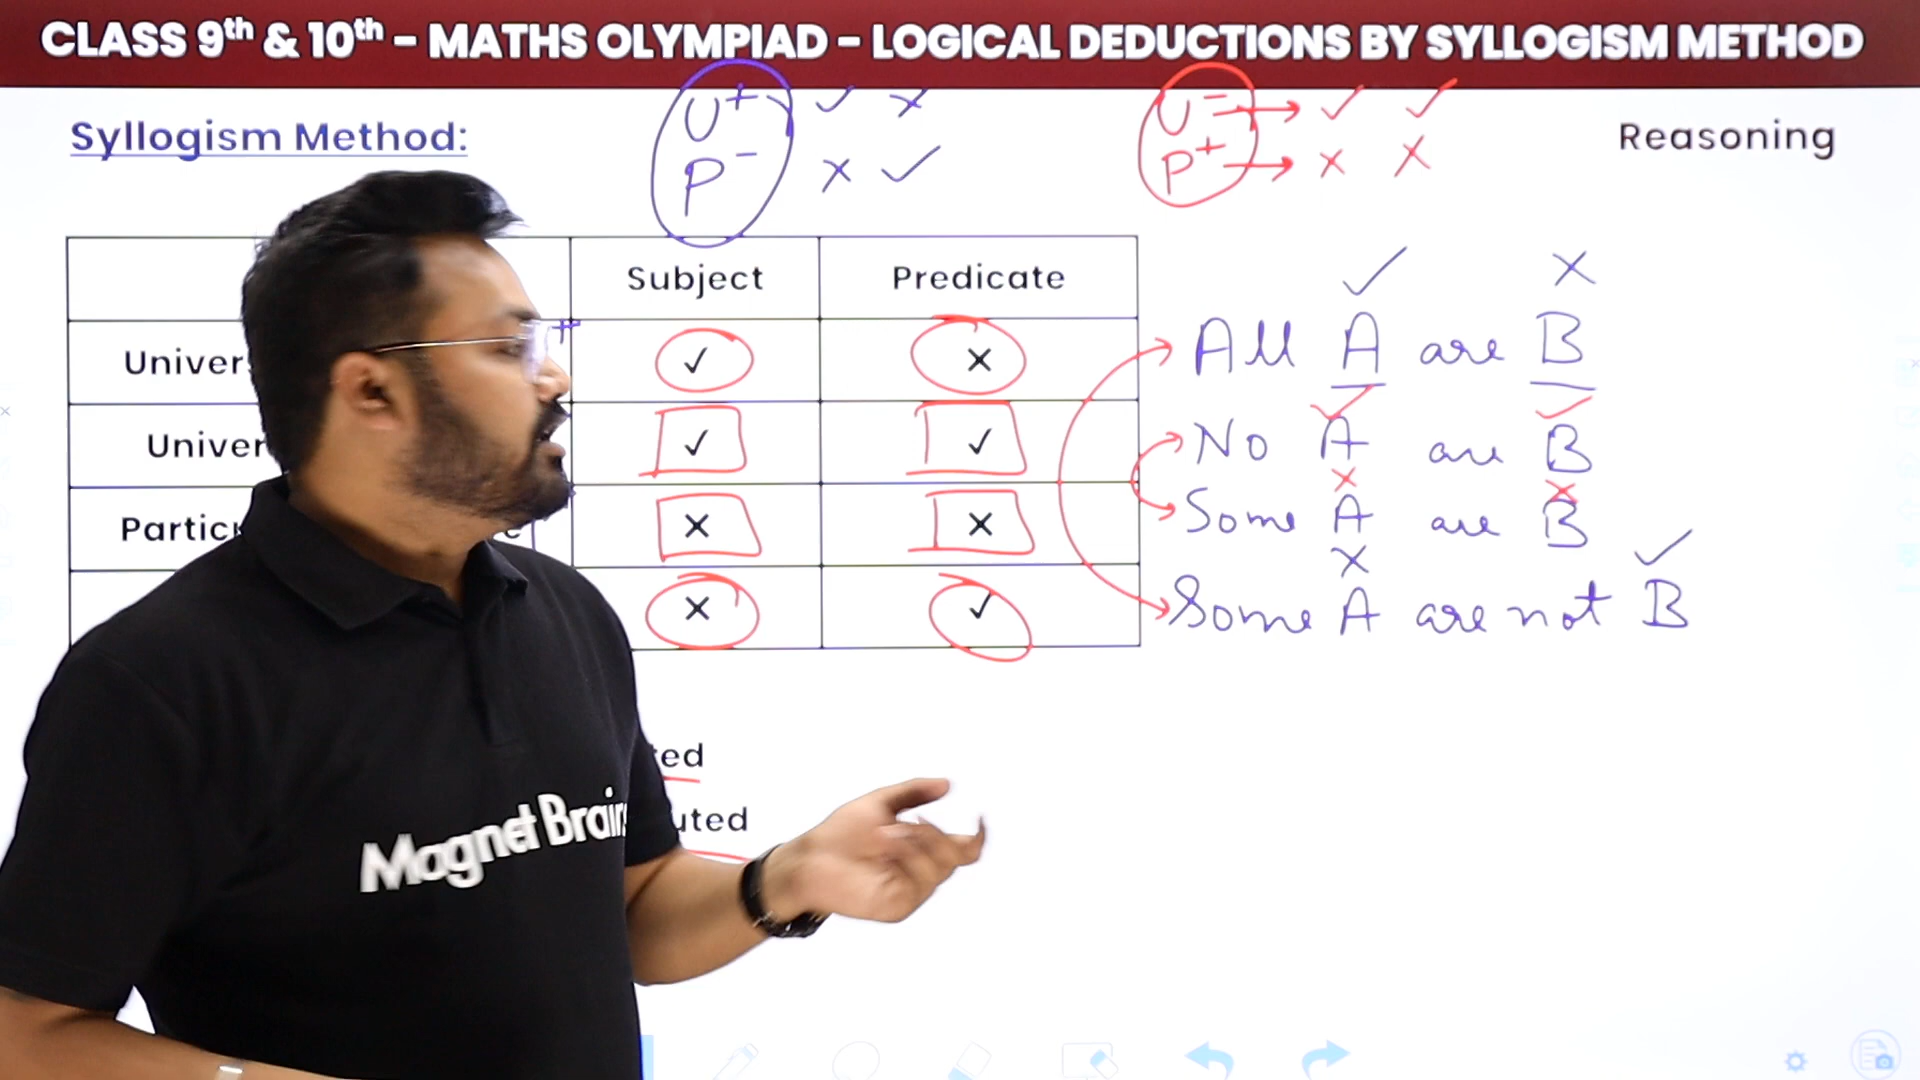 CLASS 9th & 10th - MATHS OLYMPIAD - LOGICAL DEDUCTIONS BY SYLLOGISM METHOD
Syllogism Method:
U+ ✓ ×
P- × ✓
U- → ✓ ✓
P+ → × ×
Reasoning
Subject Predicate
✓ ×
✓ ✓
× ×
× ✓
✓ ×
All A are B
✓ ✓
No A are B
× ×
Some A are B
× ✓
Some A are not B
Magnet Brains